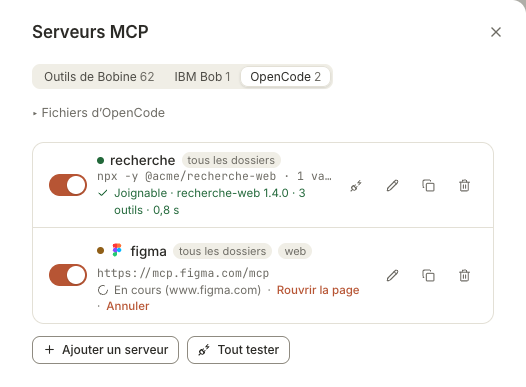 Serveurs MCP
Outils de Bobine 62 IBM Bob 1 OpenCode 2
Fichiers d’OpenCode
recherche tous les dossiers
npx -y @acme/recherche-web · 1 va…
Joignable · recherche-web 1.4.0 · 3
outils · 0,8 s
figma tous les dossiers web
https://mcp.figma.com/mcp
En cours (www.figma.com) · Rouvrir la page
· Annuler
Ajouter un serveur Tout tester